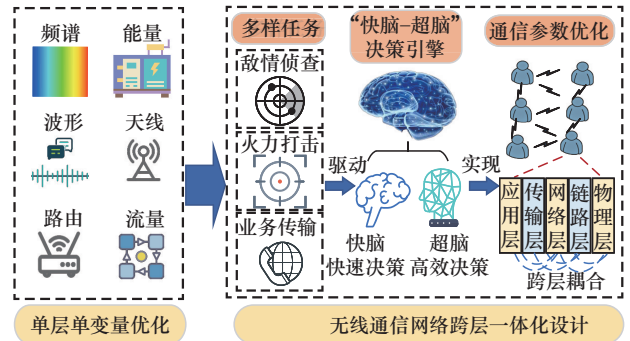 频谱
能量
波形
天线
路由
流量
单层单变量优化
多样任务
敌情侦查
火力打击
业务传输
“快脑–超脑”
决策引擎
驱动
快脑
快速决策
超脑
高效决策
实现
通信参数优化
应用层
传输层
网络层
链路层
物理层
跨层耦合
无线通信网络跨层一体化设计